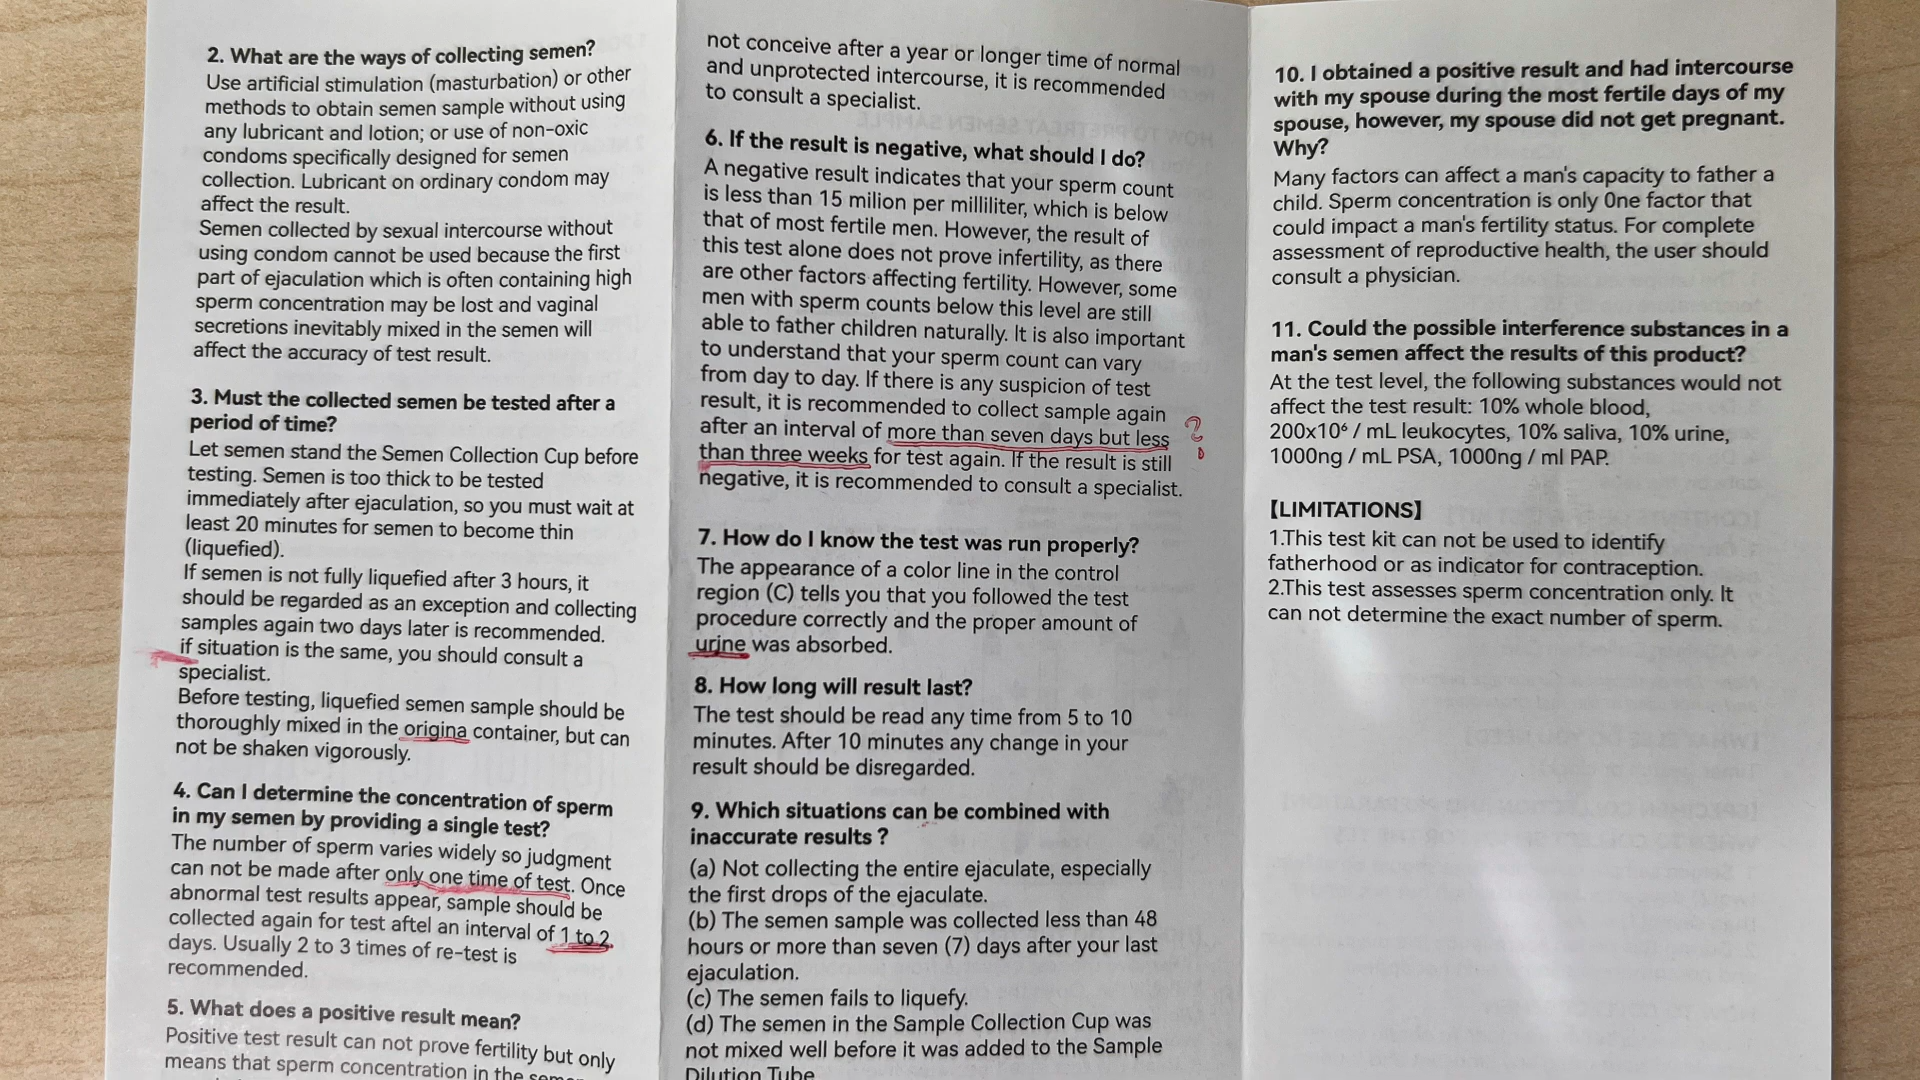 2. What are the ways of collecting semen?
Use artificial stimulation (masturbation) or other
methods to obtain semen sample without using
any lubricant and lotion; or use of non-oxic
condoms specifically designed for semen
collection. Lubricant on ordinary condom may
affect the result.
Semen collected by sexual intercourse without
using condom cannot be used because the first
part of ejaculation which is often containing high
sperm concentration may be lost and vaginal
secretions inevitably mixed in the semen will
affect the accuracy of test result.
3. Must the collected semen be tested after a
period of time?
Let semen stand the Semen Collection Cup before
testing. Semen is too thick to be tested
immediately after ejaculation, so you must wait at
least 20 minutes for semen to become thin
(liquefied).
If semen is not fully liquefied after 3 hours, it
should be regarded as an exception and collecting
samples again two days later is recommended.
if situation is the same, you should consult a
specialist.
Before testing, liquefied semen sample should be
thoroughly mixed in the origina container, but can
not be shaken vigorously.
4. Can I determine the concentration of sperm
in my semen by providing a single test?
The number of sperm varies widely so judgment
can not be made after only one time of test. Once
abnormal test results appear, sample should be
collected again for test aftel an interval of 1 to 2
days. Usually 2 to 3 times of re-test is
recommended.
5. What does a positive result mean?
Positive test result can not prove fertility but only
means that sperm concentration in the
not conceive after a year or longer time of normal
and unprotected intercourse, it is recommended
to consult a specialist.
6. If the result is negative, what should I do?
A negative result indicates that your sperm count
is less than 15 milion per milliliter, which is below
that of most fertile men. However, the result of
this test alone does not prove infertility, as there
are other factors affecting fertility. However, some
men with sperm counts below this level are still
able to father children naturally. It is also important
to understand that your sperm count can vary
from day to day. If there is any suspicion of test
result, it is recommended to collect sample again
after an interval of more than seven days but less ?
than three weeks for test again. If the result is still
negative, it is recommended to consult a specialist.
7. How do I know the test was run properly?
The appearance of a color line in the control
region (C) tells you that you followed the test
procedure correctly and the proper amount of
urine was absorbed.
8. How long will result last?
The test should be read any time from 5 to 10
minutes. After 10 minutes any change in your
result should be disregarded.
9. Which situations can be combined with
inaccurate results ?
(a) Not collecting the entire ejaculate, especially
the first drops of the ejaculate.
(b) The semen sample was collected less than 48
hours or more than seven (7) days after your last
ejaculation.
(c) The semen fails to liquefy.
(d) The semen in the Sample Collection Cup was
not mixed well before it was added to the Sample
Dilution Tube
10. I obtained a positive result and had intercourse
with my spouse during the most fertile days of my
spouse, however, my spouse did not get pregnant.
Why?
Many factors can affect a man's capacity to father a
child. Sperm concentration is only 0ne factor that
could impact a man's fertility status. For complete
assessment of reproductive health, the user should
consult a physician.
11. Could the possible interference substances in a
man's semen affect the results of this product?
At the test level, the following substances would not
affect the test result: 10% whole blood,
200x10⁶ / mL leukocytes, 10% saliva, 10% urine,
1000ng / mL PSA, 1000ng / ml PAP.
【LIMITATIONS】
1.This test kit can not be used to identify
fatherhood or as indicator for contraception.
2.This test assesses sperm concentration only. It
can not determine the exact number of sperm.